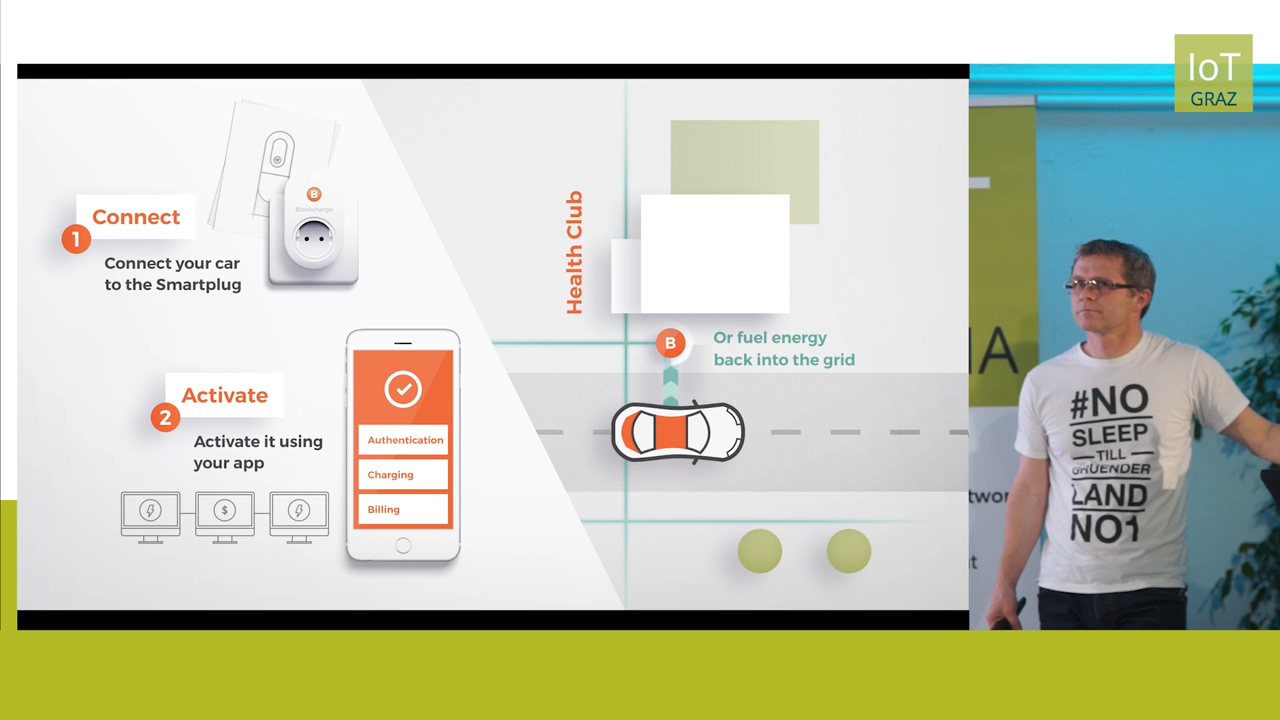 IoT
GRAZ
B
Blockcharge
Connect
1
Connect your car
to the Smartplug
Activate
2
Activate it using
your app
$
Authentication
Charging
Billing
Health Club
B
Or fuel energy
back into the grid
#NO
SLEEP
TILL
GRUENDER
LAND
NO1